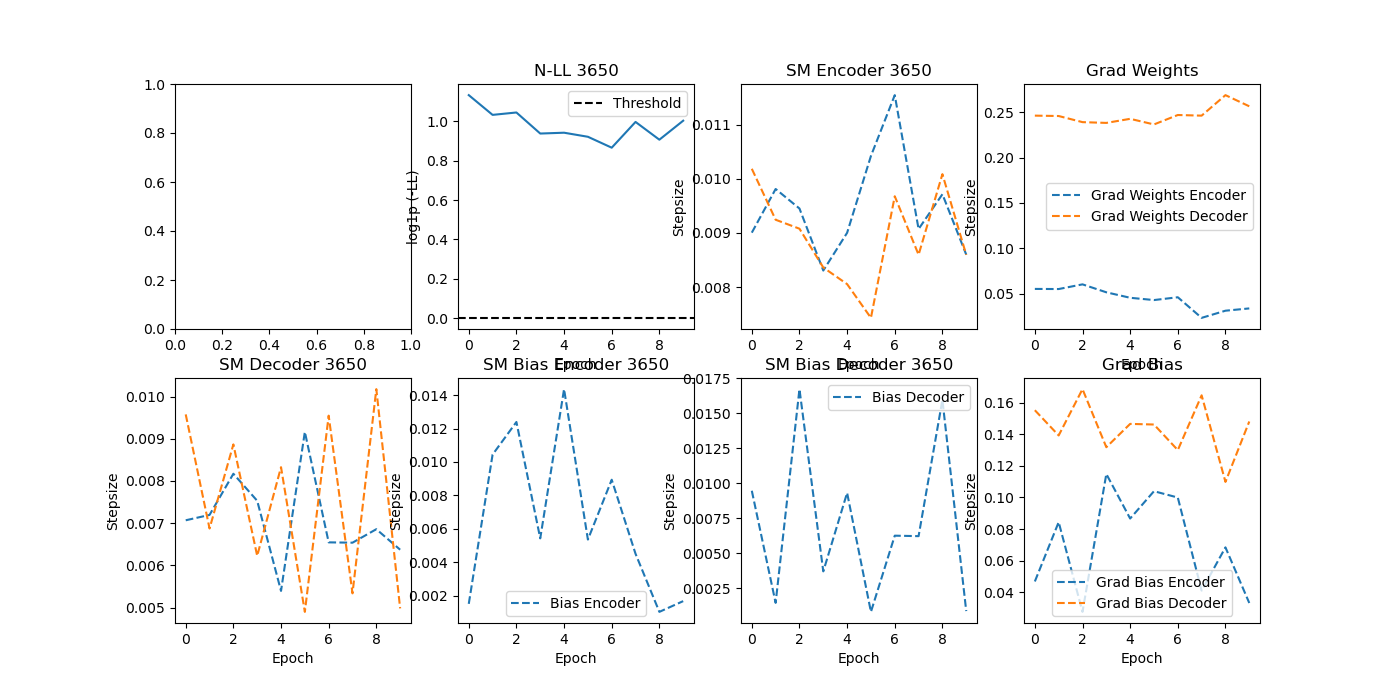 N-LL 3650
SM Encoder 3650
Grad Weights
1.0
0.8
0.6
0.4
0.2
0.0
0.0 0.2 0.4 0.6 0.8 1.0
log1p (-LL)
1.0
0.8
0.6
0.4
0.2
0.0
Threshold
0 2 4 6 8
Epoch
Stepsize
0.011
0.010
0.009
0.008
0 2 4 6 8
Epoch
Stepsize
0.25
0.20
0.15
0.10
0.05
Grad Weights Encoder
Grad Weights Decoder
0 2 4 6 8
Epoch
SM Decoder 3650
SM Bias Encoder 3650
SM Bias Decoder 3650
Grad Bias
Stepsize
0.010
0.009
0.008
0.007
0.006
0.005
0 2 4 6 8
Epoch
Stepsize
0.014
0.012
0.010
0.008
0.006
0.004
0.002
Bias Encoder
0 2 4 6 8
Epoch
Stepsize
0.0175
0.0150
0.0125
0.0100
0.0075
0.0050
0.0025
Bias Decoder
0 2 4 6 8
Epoch
Stepsize
0.16
0.14
0.12
0.10
0.08
0.06
0.04
Grad Bias Encoder
Grad Bias Decoder
0 2 4 6 8
Epoch